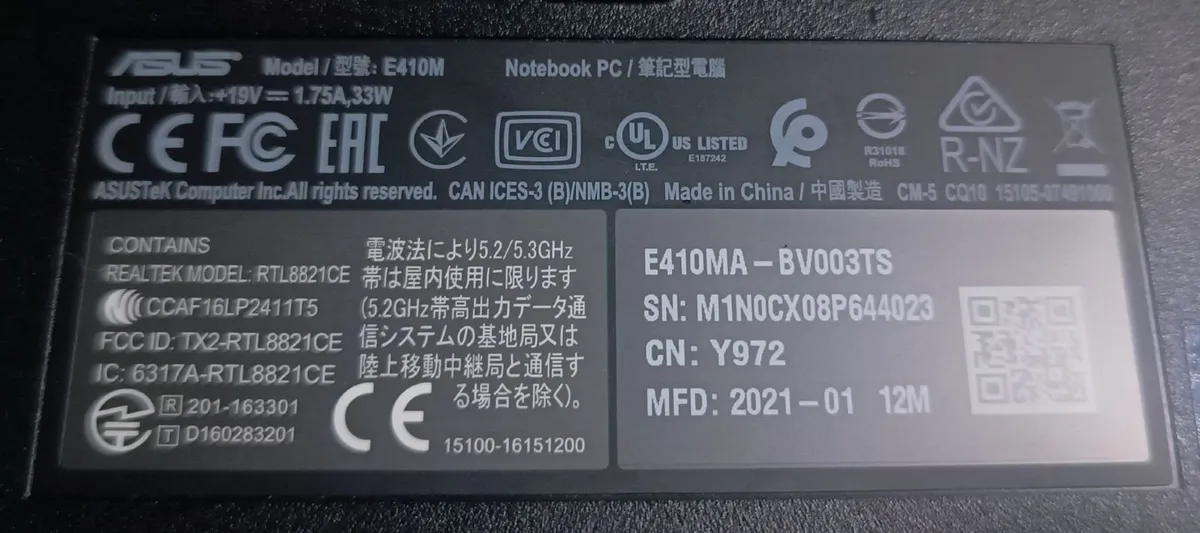 ASUS Model / 型號: E410M Notebook PC / 筆記型電腦
Input / 輸入:+19V ⎓ 1.75A,33W
CE FC EAC VCI c UL US LISTED I.T.E. E187242 R31018 RoHS R-NZ
ASUSTeK Computer Inc.All rights reserved. CAN ICES-3 (B)/NMB-3(B) Made in China / 中國製造 CM-5 CQ10
CONTAINS
REALTEK MODEL: RTL8821CE
CCAF16LP2411T5
FCC ID: TX2-RTL8821CE
IC: 6317A-RTL8821CE
R 201-163301
T D160283201
電波法により5.2/5.3GHz
帯は屋内使用に限ります
(5.2GHz帯高出力データ通
信システムの基地局又は
陸上移動中継局と通信す
る場合を除く)。
CE 15100-16151200
E410MA-BV003TS
SN: M1N0CX08P644023
CN: Y972
MFD: 2021-01 12M